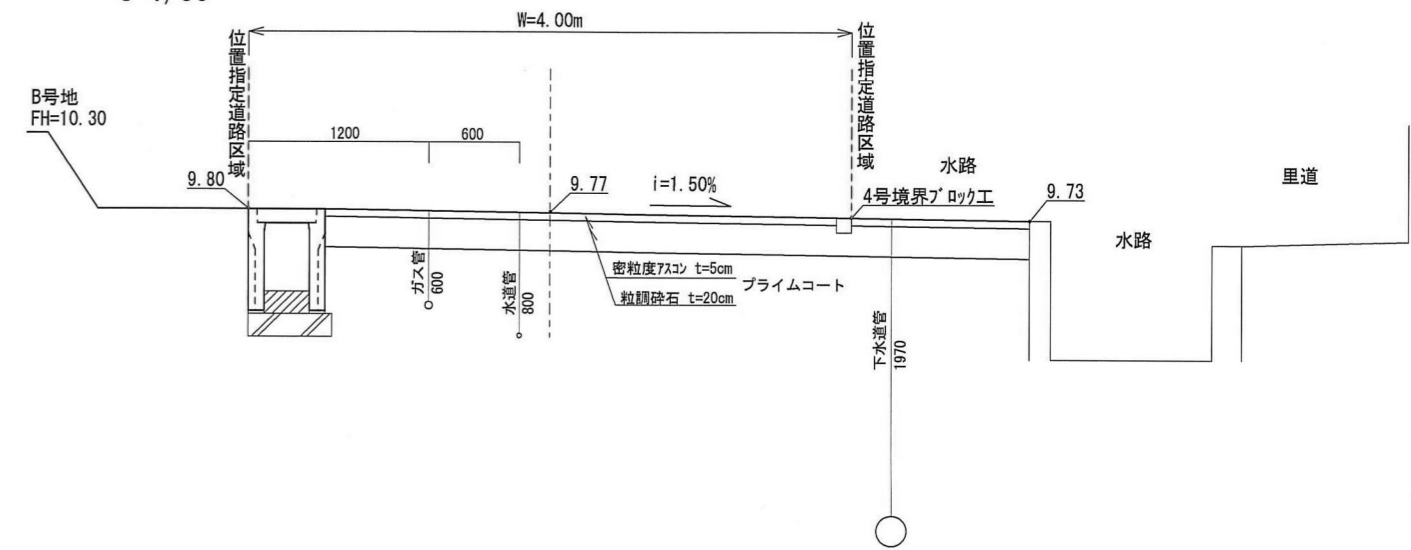 W=4.00m
位置指定道路区域
位置指定道路区域
B号地
FH=10.30
1200
600
水路
里道
9.80
9.77
i=1.50%
4号境界ブロック工
9.73
水路
ガス管
600
水道管
800
密粒度アスコン t=5cm
プライムコート
粒調砕石 t=20cm
下水道管
1970